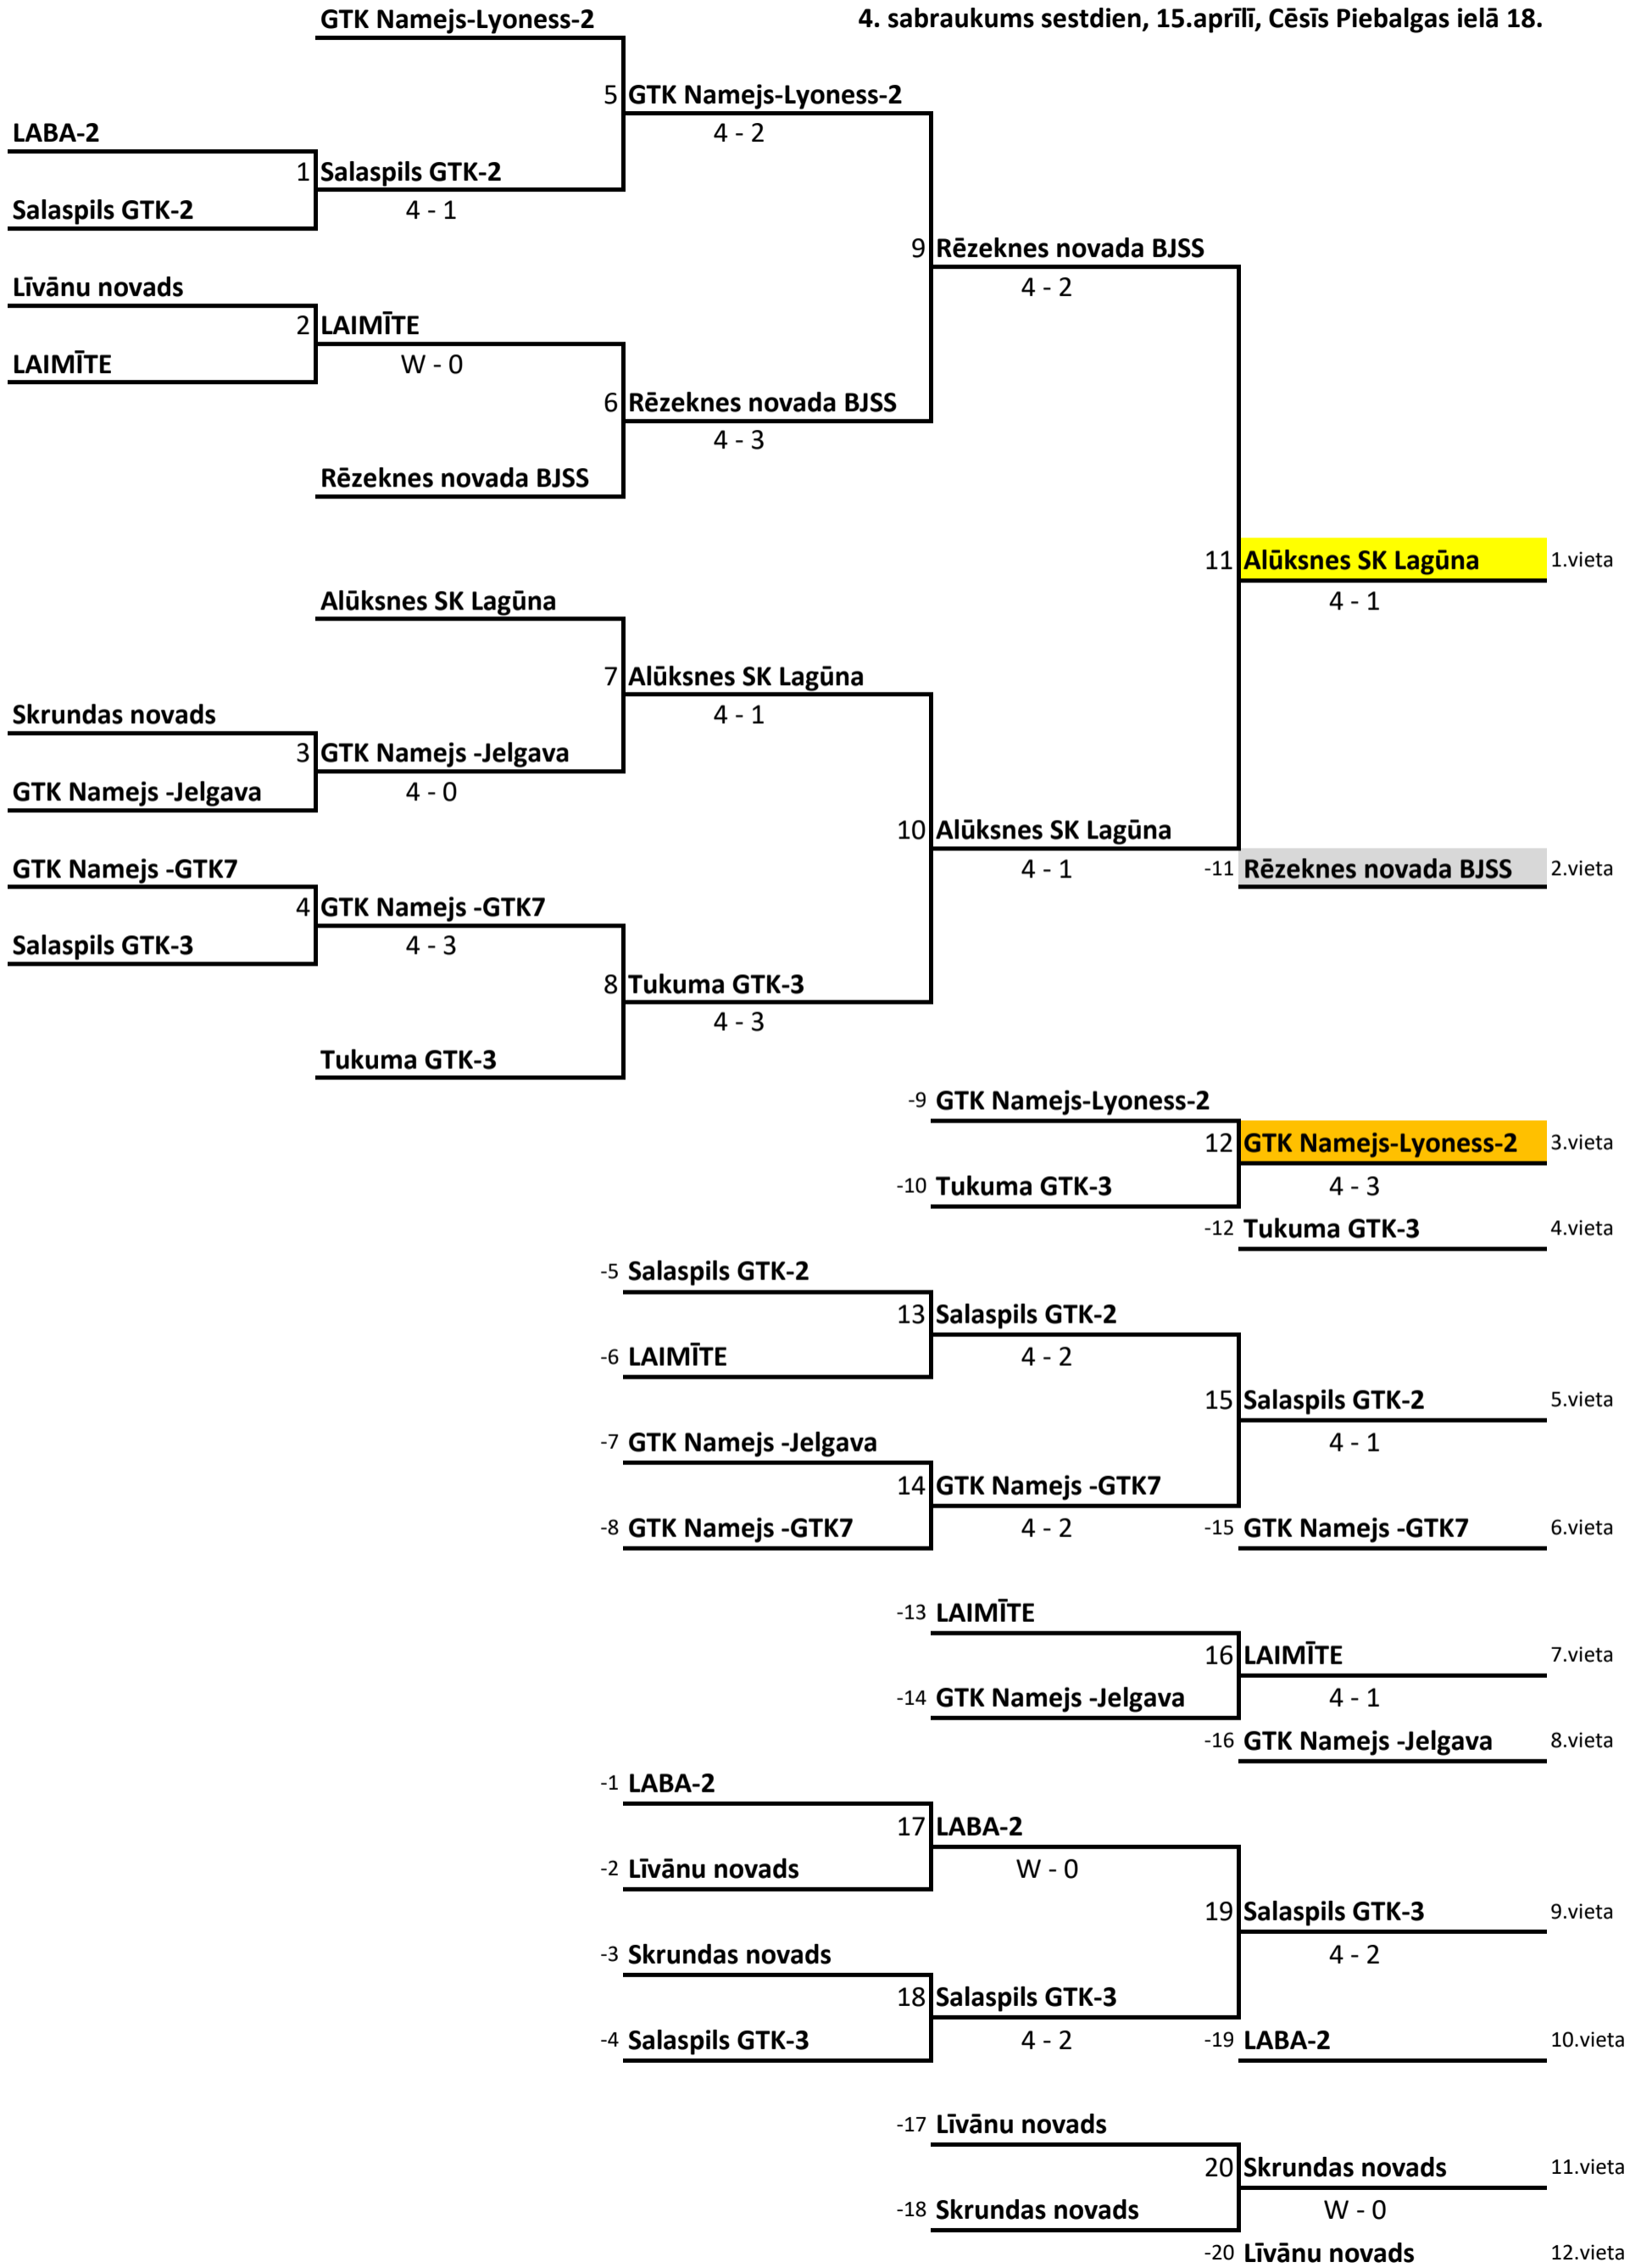 GTK Namejs-Lyoness-2
4. sabraukums sestdien, 15.aprīlī, Cēsīs Piebalgas ielā 18.
5 GTK Namejs-Lyoness-2
LABA-2
4 - 2
1 Salaspils GTK-2
Salaspils GTK-2
4 - 1
9 Rēzeknes novada BJSS
Līvānu novads
4 - 2
2 LAIMĪTE
LAIMĪTE
W - 0
6 Rēzeknes novada BJSS
4 - 3
Rēzeknes novada BJSS
11 Alūksnes SK Lagūna 1.vieta
Alūksnes SK Lagūna
4 - 1
7 Alūksnes SK Lagūna
Skrundas novads
4 - 1
3 GTK Namejs -Jelgava
GTK Namejs -Jelgava
4 - 0
10 Alūksnes SK Lagūna
GTK Namejs -GTK7
4 - 1
-11 Rēzeknes novada BJSS 2.vieta
4 GTK Namejs -GTK7
Salaspils GTK-3
4 - 3
8 Tukuma GTK-3
4 - 3
Tukuma GTK-3
-9 GTK Namejs-Lyoness-2
12 GTK Namejs-Lyoness-2 3.vieta
-10 Tukuma GTK-3
4 - 3
-12 Tukuma GTK-3 4.vieta
-5 Salaspils GTK-2
13 Salaspils GTK-2
-6 LAIMĪTE
4 - 2
15 Salaspils GTK-2 5.vieta
-7 GTK Namejs -Jelgava
4 - 1
14 GTK Namejs -GTK7
-8 GTK Namejs -GTK7
4 - 2
-15 GTK Namejs -GTK7 6.vieta
-13 LAIMĪTE
16 LAIMĪTE 7.vieta
-14 GTK Namejs -Jelgava
4 - 1
-16 GTK Namejs -Jelgava 8.vieta
-1 LABA-2
17 LABA-2
-2 Līvānu novads
W - 0
19 Salaspils GTK-3 9.vieta
-3 Skrundas novads
4 - 2
18 Salaspils GTK-3
-4 Salaspils GTK-3
4 - 2
-19 LABA-2 10.vieta
-17 Līvānu novads
20 Skrundas novads 11.vieta
-18 Skrundas novads
W - 0
-20 Līvānu novads 12.vieta